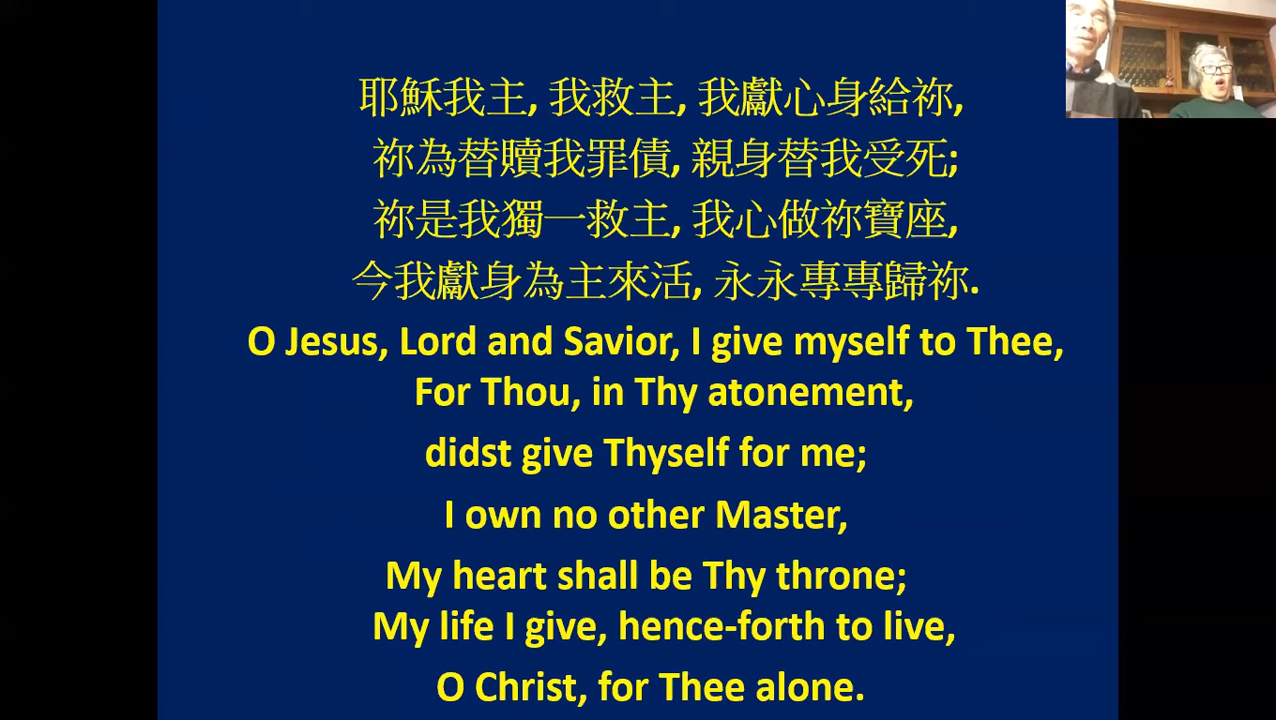 耶穌我主, 我救主, 我獻心身給祢,
祢為替贖我罪債, 親身替我受死;
祢是我獨一救主, 我心做祢寶座,
今我獻身為主來活, 永永專專歸祢.
O Jesus, Lord and Savior, I give myself to Thee,
For Thou, in Thy atonement,
didst give Thyself for me;
I own no other Master,
My heart shall be Thy throne;
My life I give, hence-forth to live,
O Christ, for Thee alone.